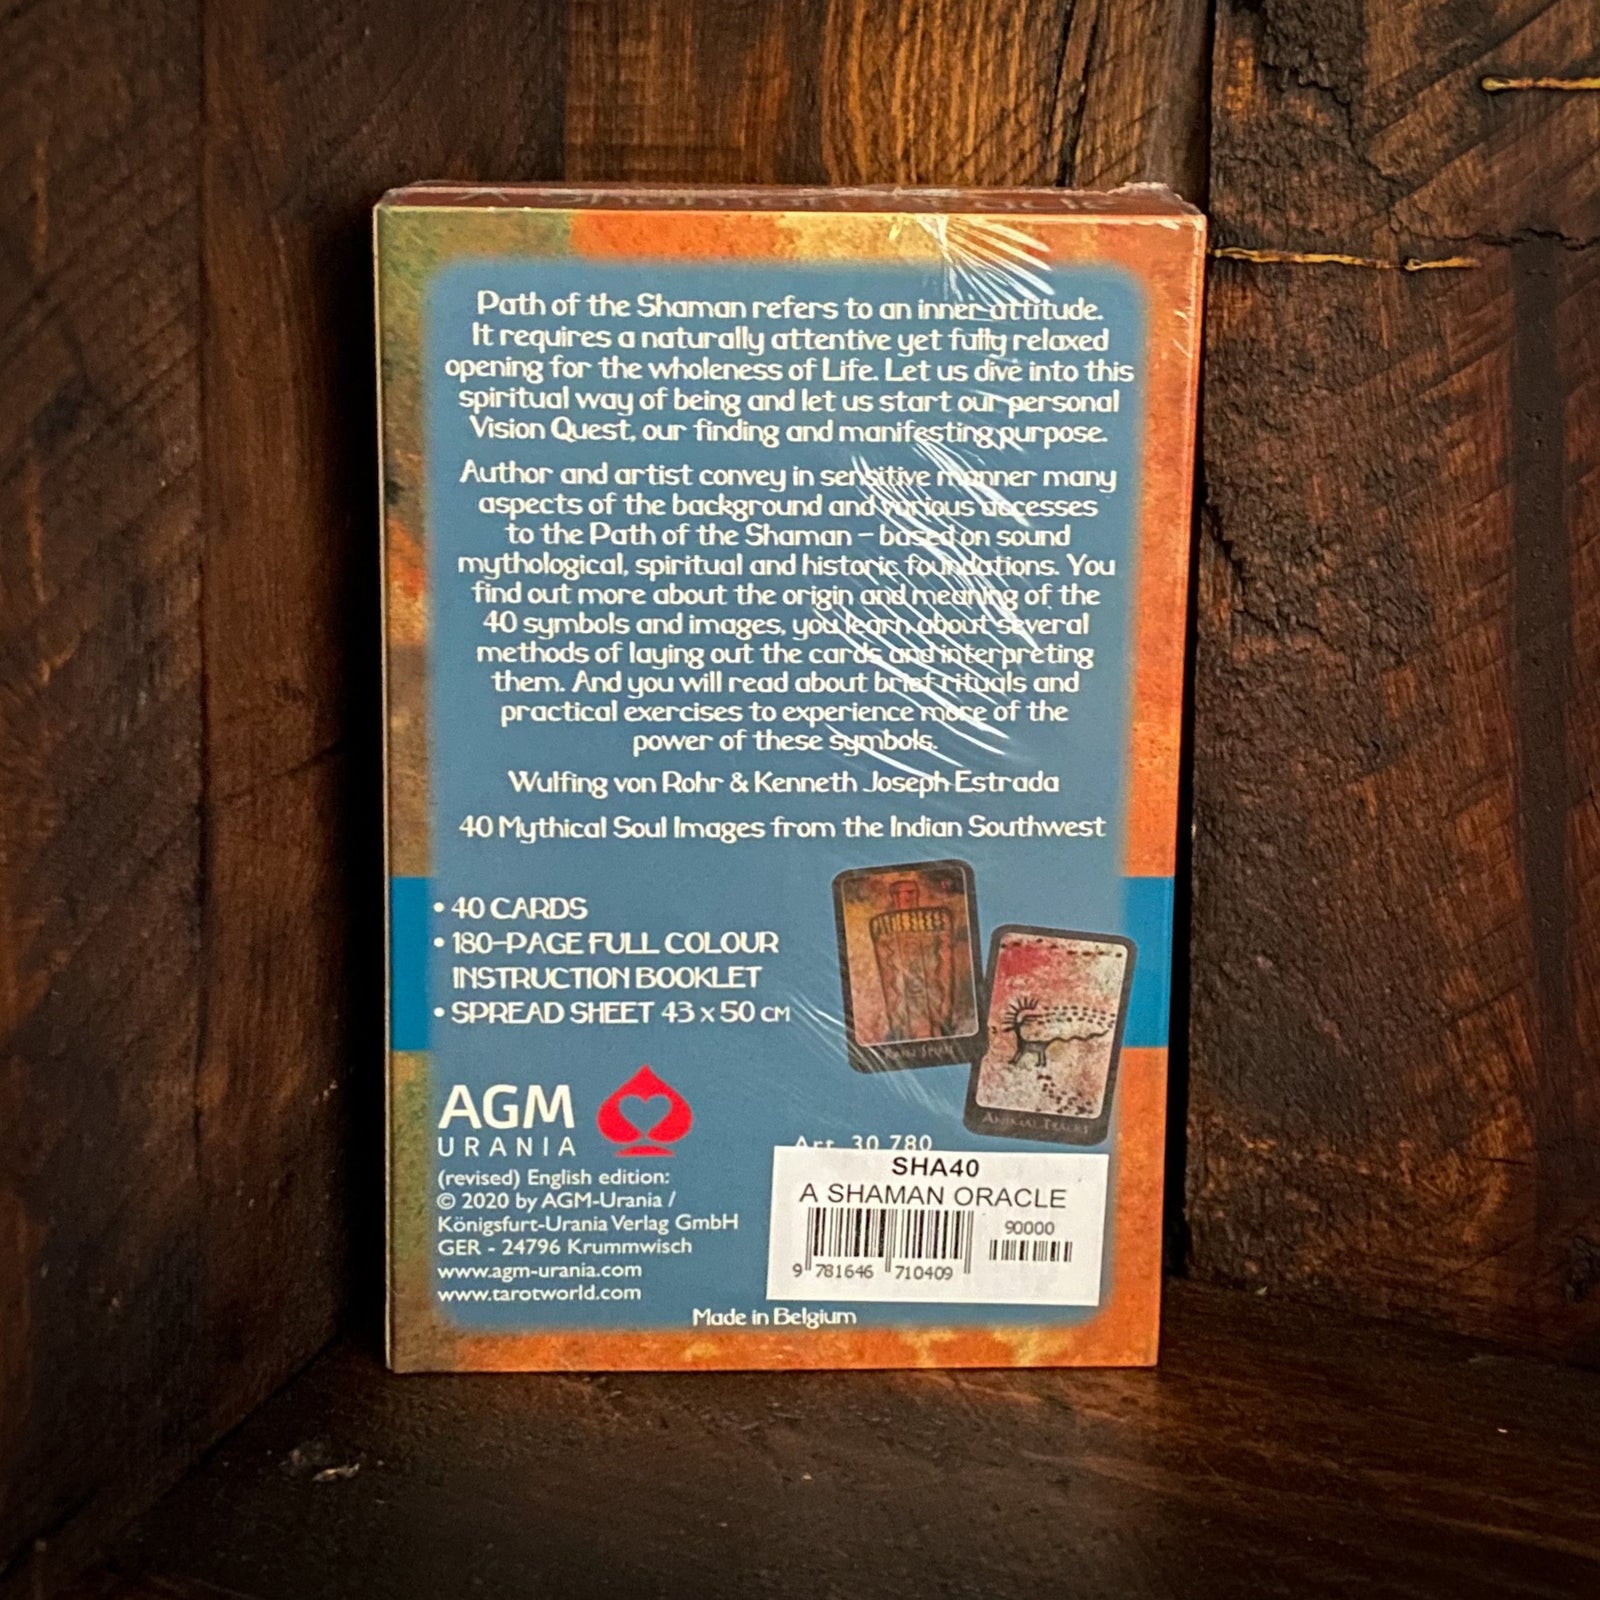 A Shaman Oracle
Path of the Shaman refers to an inner attitude.
It requires a naturally attentive yet fully relaxed
opening for the wholeness of Life. Let us dive into this
spiritual way of being and let us start our personal
Vision Quest, our finding and manifesting purpose.
Author and artist convey in sensitive manner many
aspects of the background and various accesses
to the Path of the Shaman – based on sound
mythological, spiritual and historic foundations. You
find out more about the origin and meaning of the
40 symbols and images, you learn about several
methods of laying out the cards and interpreting
them. And you will read about brief rituals and
practical exercises to experience more of the
power of these symbols.
Wulfing von Rohr & Kenneth Joseph Estrada
40 Mythical Soul Images from the Indian Southwest
• 40 CARDS
• 180-PAGE FULL COLOUR
INSTRUCTION BOOKLET
• SPREAD SHEET 43 x 50 CM
RAIN SPIRIT
ANIMAL TRACKS
AGM
URANIA
(revised) English edition:
© 2020 by AGM-Urania /
Königsfurt-Urania Verlag GmbH
GER - 24796 Krummwisch
www.agm-urania.com
www.tarotworld.com
Art. 30 780
SHA40
A SHAMAN ORACLE
90000
9 781646 710409
Made in Belgium